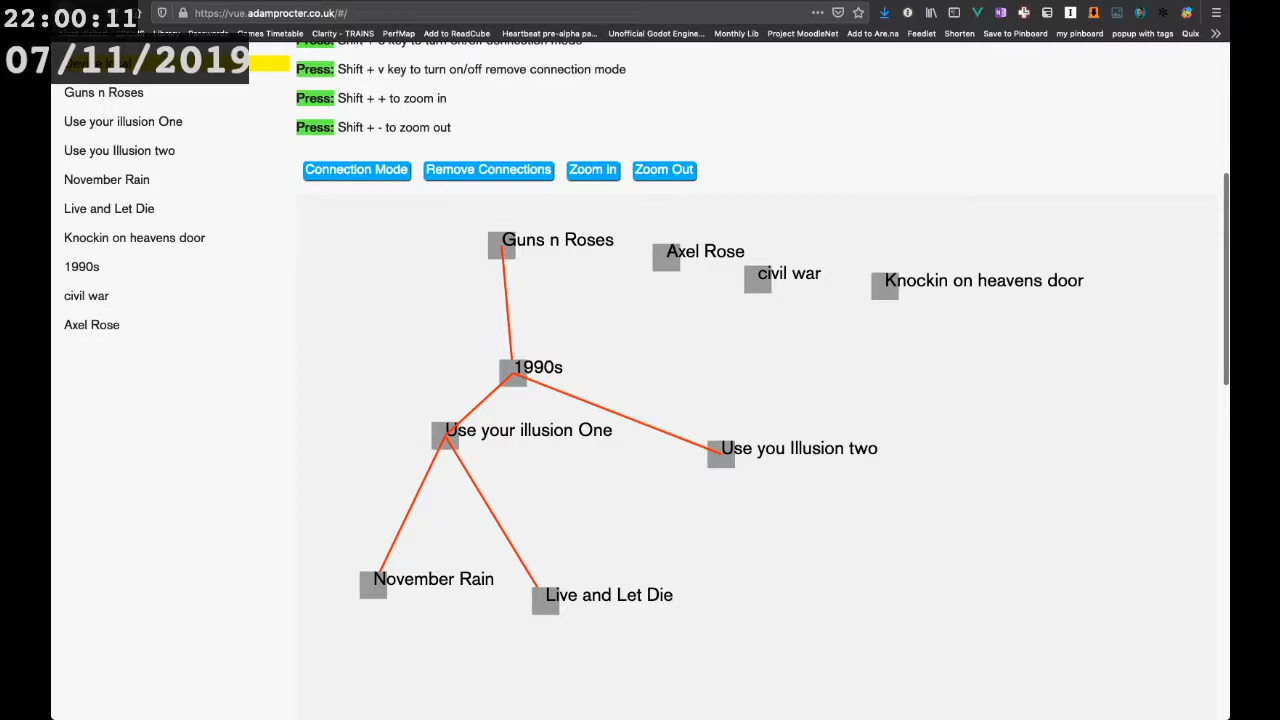 22:00:11
https://vue.adamprocter.co.uk/#/
07/11/2019
Library
Passwords
Games Timetable
Clarity - TRAINS
PerfMap
Add to ReadCube
Heartbeat pre-alpha pa...
Unofficial Godot Engine...
Monthly Lib
Project MoodleNet
Add to Are.na
Feedlet
Shorten
Save to Pinboard
my pinboard
popup with tags
Quix
Guns n Roses
Use your illusion One
Use you Illusion two
November Rain
Live and Let Die
Knockin on heavens door
1990s
civil war
Axel Rose
Press: Shift + v key to turn on/off remove connection mode
Press: Shift + + to zoom in
Press: Shift + - to zoom out
Connection Mode
Remove Connections
Zoom In
Zoom Out
Guns n Roses
Axel Rose
civil war
Knockin on heavens door
1990s
Use your illusion One
Use you Illusion two
November Rain
Live and Let Die